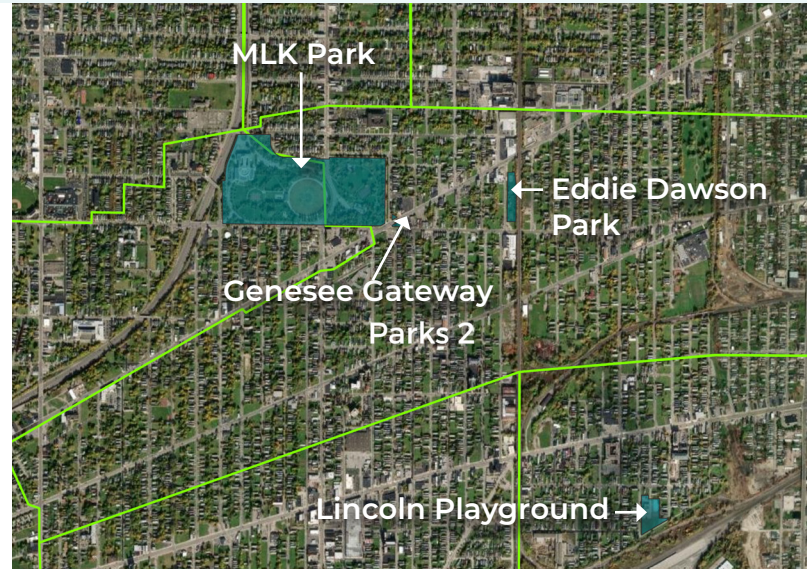 MLK Park
Eddie Dawson
Park
Genesee Gateway
Parks 2
Lincoln Playground